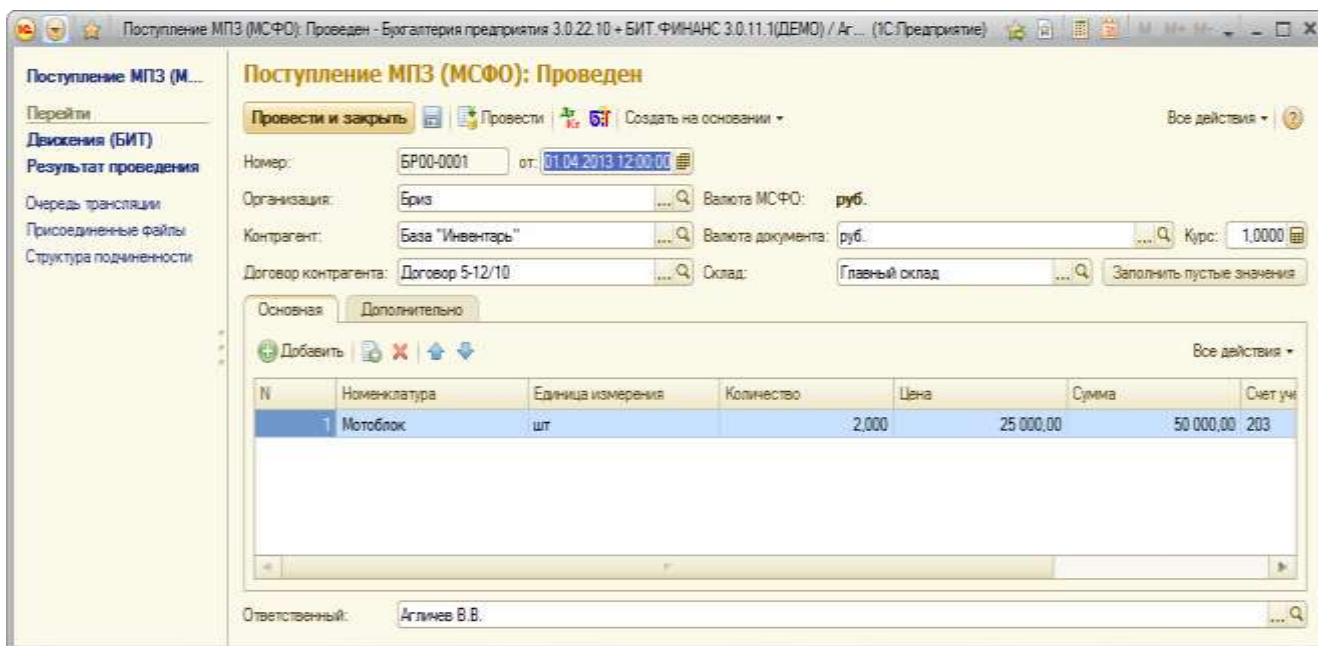 Поступление МПЗ (МСФО): Проведен - Бухгалтерия предприятия 3.0.22.10 + БИТ.ФИНАНС 3.0.11.1(ДЕМО) / Аг... (1С:Предприятие) M M+ M-
Поступление МПЗ (М...
Перейти
Движения (БИТ)
Результат проведения
Очередь трансляции
Присоединенные файлы
Структура подчиненности
Поступление МПЗ (МСФО): Проведен
Провести и закрыть Провести Дт Кт БИТ Создать на основании Все действия ?
Номер: БР00-0001 от: 01.04.2013 12:00:00
Организация: Бриз ... Валюта МСФО: руб.
Контрагент: База "Инвентарь" ... Валюта документа: руб. ... Курс: 1,0000
Договор контрагента: Договор 5-12/10 ... Склад: Главный склад ... Заполнить пустые значения
Основная Дополнительно
Добавить Все действия
N Номенклатура Единица измерения Количество Цена Сумма Счет уче
1 Мотоблок шт 2,000 25 000,00 50 000,00 203
Ответственный: Агличев В.В. ...